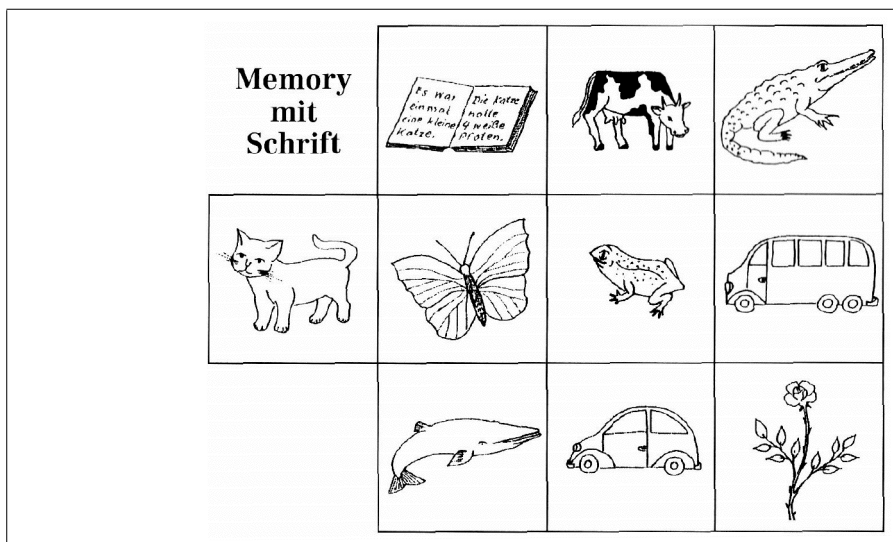 Memory
mit
Schrift
Es war
einmal
eine kleine
Katze.
Die Katze
hatte
4 weiße
Pfoten.